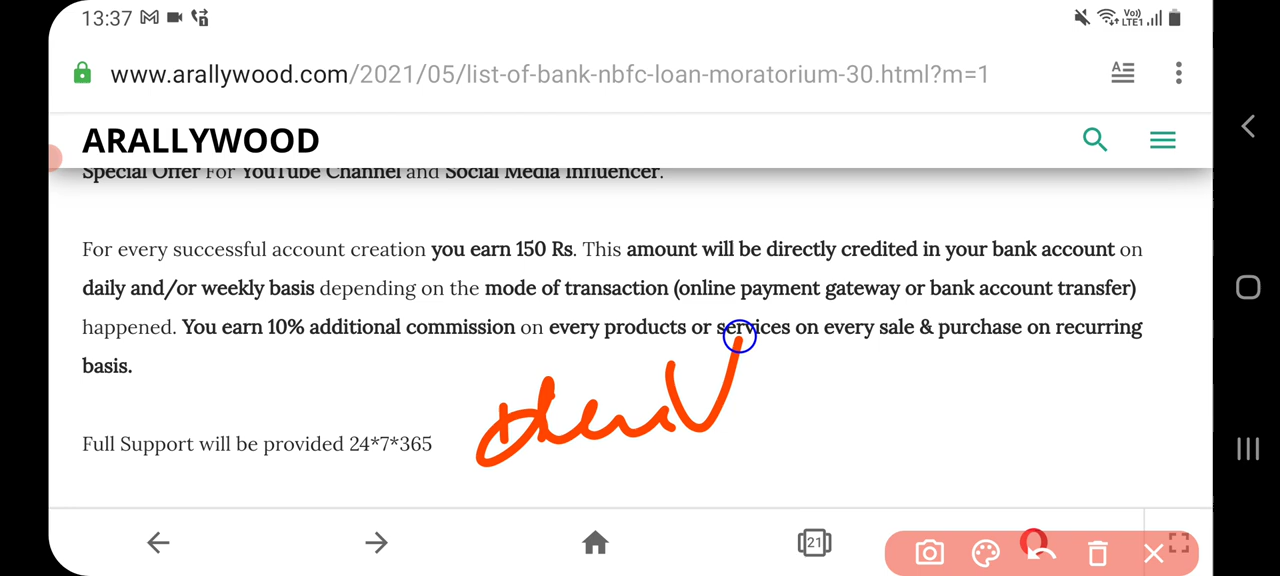 13:37
Vo))
LTE1
www.arallywood.com/2021/05/list-of-bank-nbfc-loan-moratorium-30.html?m=1
ARALLYWOOD
Special Offer For YouTube Channel and Social Media Influencer.
For every successful account creation you earn 150 Rs. This amount will be directly credited in your bank account on
daily and/or weekly basis depending on the mode of transaction (online payment gateway or bank account transfer)
happened. You earn 10% additional commission on every products or services on every sale & purchase on recurring
basis.
Full Support will be provided 24*7*365
21